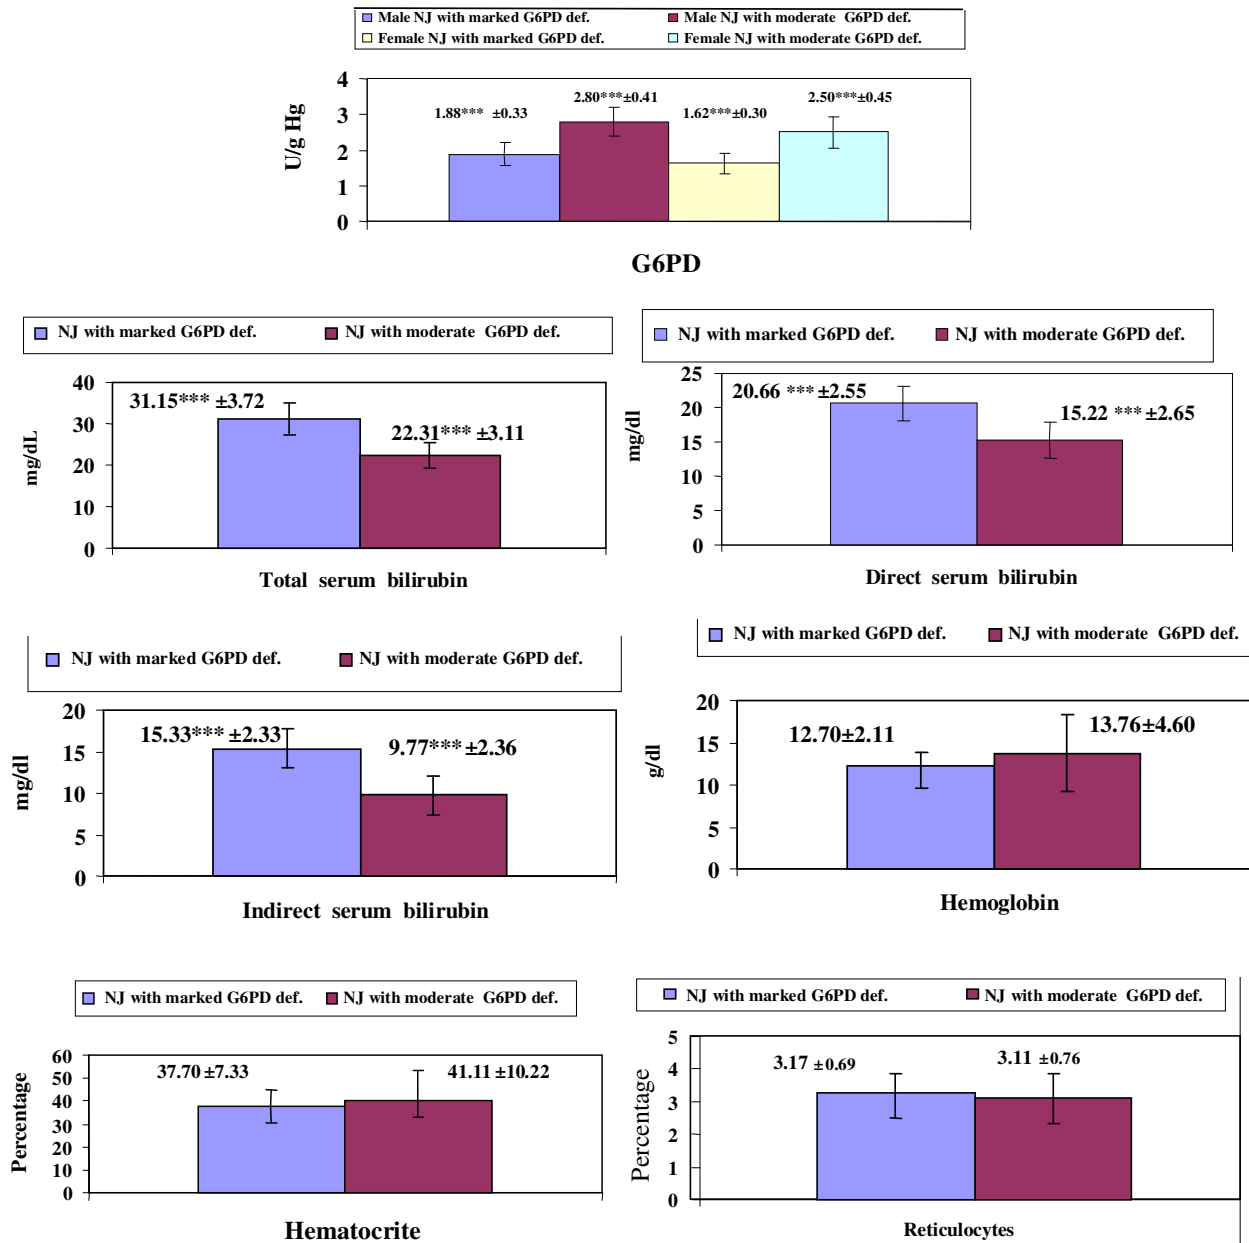 Male NJ with marked G6PD def. Male NJ with moderate G6PD def.
Female NJ with marked G6PD def. Female NJ with moderate G6PD def.
4
3
2
1
0
U/g Hg
1.88*** ±0.33
2.80***±0.41
1.62***±0.30
2.50***±0.45
G6PD
NJ with marked G6PD def. NJ with moderate G6PD def.
40
30
20
10
0
mg/dL
31.15*** ±3.72
22.31*** ±3.11
Total serum bilirubin
NJ with marked G6PD def. NJ with moderate G6PD def.
25
20
15
10
5
0
mg/dl
20.66 *** ±2.55
15.22 *** ±2.65
Direct serum bilirubin
NJ with marked G6PD def. NJ with moderate G6PD def.
20
15
10
5
0
mg/dl
15.33*** ±2.33
9.77*** ±2.36
Indirect serum bilirubin
NJ with marked G6PD def. NJ with moderate G6PD def.
20
15
10
5
0
g/dl
12.70±2.11
13.76±4.60
Hemoglobin
NJ with marked G6PD def. NJ with moderate G6PD def.
60
50
40
30
20
10
0
Percentage
37.70 ±7.33
41.11 ±10.22
Hematocrite
NJ with marked G6PD def. NJ with moderate G6PD def.
5
4
3
2
1
0
Percentage
3.17 ±0.69
3.11 ±0.76
Reticulocytes